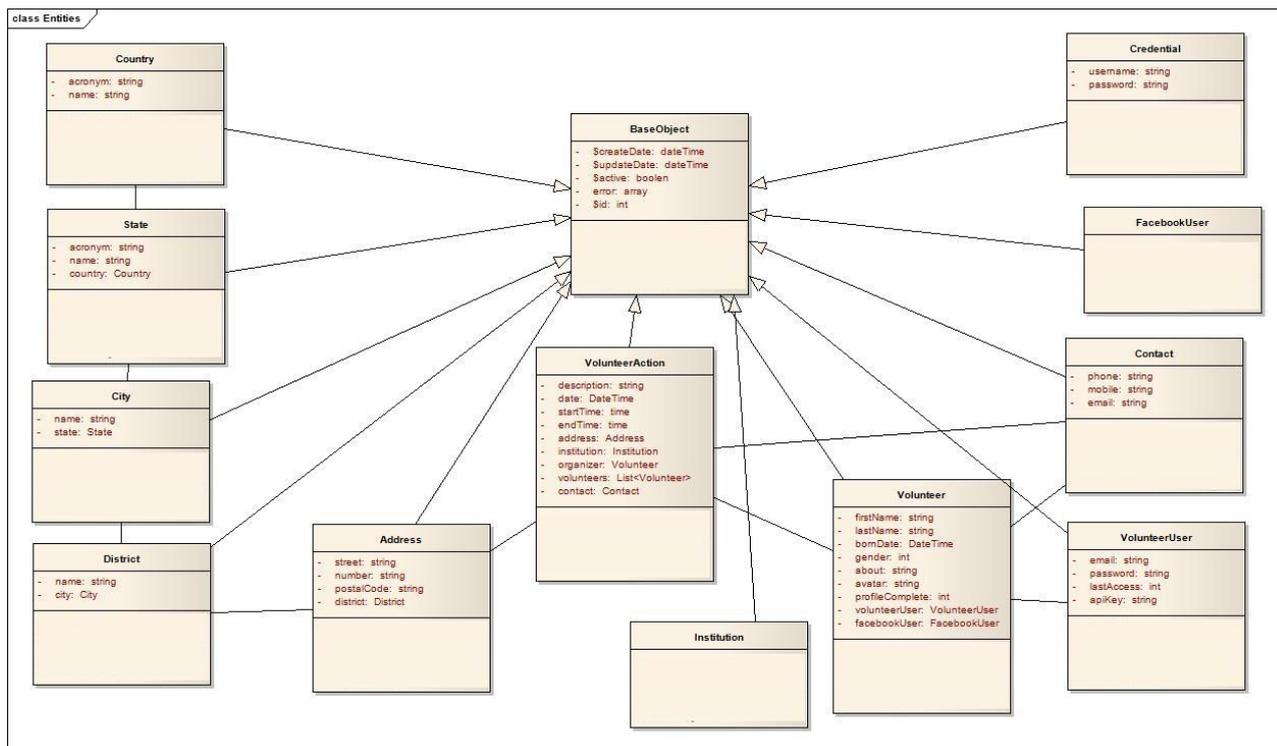 class Entities
Country
- acronym: string
- name: string
State
- acronym: string
- name: string
- country: Country
City
- name: string
- state: State
District
- name: string
- city: City
Address
- street: string
- number: string
- postalCode: string
- district: District
BaseObject
- $createDate: dateTime
- $updateDate: dateTime
- $active: boolen
- error: array
- $id: int
VolunteerAction
- description: string
- date: DateTime
- startTime: time
- endTime: time
- address: Address
- institution: Institution
- organizer: Volunteer
- volunteers: List<Volunteer>
- contact: Contact
Institution
Volunteer
- firstName: string
- lastName: string
- bornDate: DateTime
- gender: int
- about: string
- avatar: string
- profileComplete: int
- volunteerUser: VolunteerUser
- facebookUser: FacebookUser
Credential
- username: string
- password: string
FacebookUser
Contact
- phone: string
- mobile: string
- email: string
VolunteerUser
- email: string
- password: string
- lastAccess: int
- apiKey: string